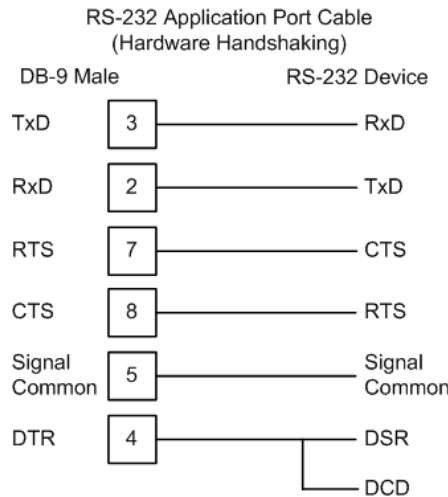 RS-232 Application Port Cable
(Hardware Handshaking)
DB-9 Male RS-232 Device
TxD 3 RxD
RxD 2 TxD
RTS 7 CTS
CTS 8 RTS
Signal Common 5 Signal Common
DTR 4 DSR
DCD